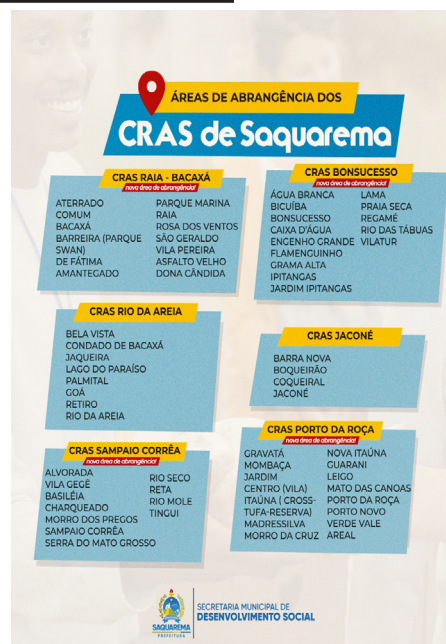 ÁREAS DE ABRANGÊNCIA DOS
CRAS de Saquarema
CRAS RAIA - BACAXÁ
nova área de abrangência!
ATERRADO
COMUM
BACAXÁ
BARREIRA (PARQUE
SWAN)
DE FÁTIMA
AMANTEGADO
PARQUE MARINA
RAIA
ROSA DOS VENTOS
SÃO GERALDO
VILA PEREIRA
ASFALTO VELHO
DONA CÂNDIDA
CRAS BONSUCESSO
nova área de abrangência!
ÁGUA BRANCA
BICUÍBA
BONSUCESSO
CAIXA D'ÁGUA
ENGENHO GRANDE
FLAMENGUINHO
GRAMA ALTA
IPITANGAS
JARDIM IPITANGAS
LAMA
PRAIA SECA
REGAMÉ
RIO DAS TÁBUAS
VILATUR
CRAS RIO DA AREIA
BELA VISTA
CONDADO DE BACAXÁ
JAQUEIRA
LAGO DO PARAÍSO
PALMITAL
GOÁ
RETIRO
RIO DA AREIA
CRAS JACONÉ
BARRA NOVA
BOQUEIRÃO
COQUEIRAL
JACONÉ
CRAS SAMPAIO CORRÊA
nova área de abrangência!
ALVORADA
VILA GEGÊ
BASILÉIA
CHARQUEADO
MORRO DOS PREGOS
SAMPAIO CORRÊA
SERRA DO MATO GROSSO
RIO SECO
RETA
RIO MOLE
TINGUI
CRAS PORTO DA ROÇA
nova área de abrangência!
GRAVATÁ
MOMBAÇA
JARDIM
CENTRO (VILA)
ITAÚNA ( CROSS-
TUFA-RESERVA)
MADRESSILVA
MORRO DA CRUZ
NOVA ITAÚNA
GUARANI
LEIGO
MATO DAS CANOAS
PORTO DA ROÇA
PORTO NOVO
VERDE VALE
AREAL
SAQUAREMA
PREFEITURA
SECRETARIA MUNICIPAL DE
DESENVOLVIMENTO SOCIAL